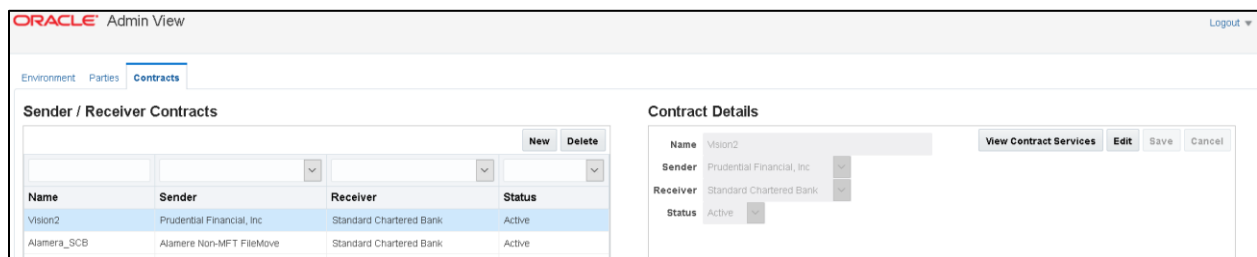 ORACLE® Admin View
Logout
Environment Parties Contracts
Sender / Receiver Contracts
New Delete
Name Sender Receiver Status
Vision2 Prudential Financial, Inc Standard Chartered Bank Active
Alamera_SCB Alamere Non-MFT FileMove Standard Chartered Bank Active
Contract Details
Name Vision2 View Contract Services Edit Save Cancel
Sender Prudential Financial, Inc
Receiver Standard Chartered Bank
Status Active